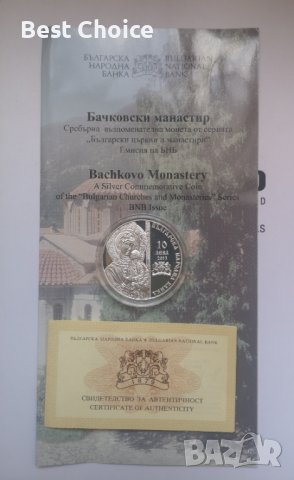 Best Choice
БЪЛГАРСКА
НАРОДНА
БАНКА
BULGARIAN
NATIONAL
BANK
Бачковски манастир
Сребърна възпоменателна монета от серията
„Български църкви и манастири“
Емисия на БНБ
Bachkovo Monastery
A Silver Commemorative Coin
of the "Bulgarian Churches and Monasteries" Series
BNB Issue
10
ЛЕВА
БЪЛГАРСКА НАРОДНА БАНКА
БЪЛГАРСКА НАРОДНА БАНКА • BULGARIAN NATIONAL BANK
1879
СВИДЕТЕЛСТВО ЗА АВТЕНТИЧНОСТ
CERTIFICATE OF AUTHENTICITY
BAZAR